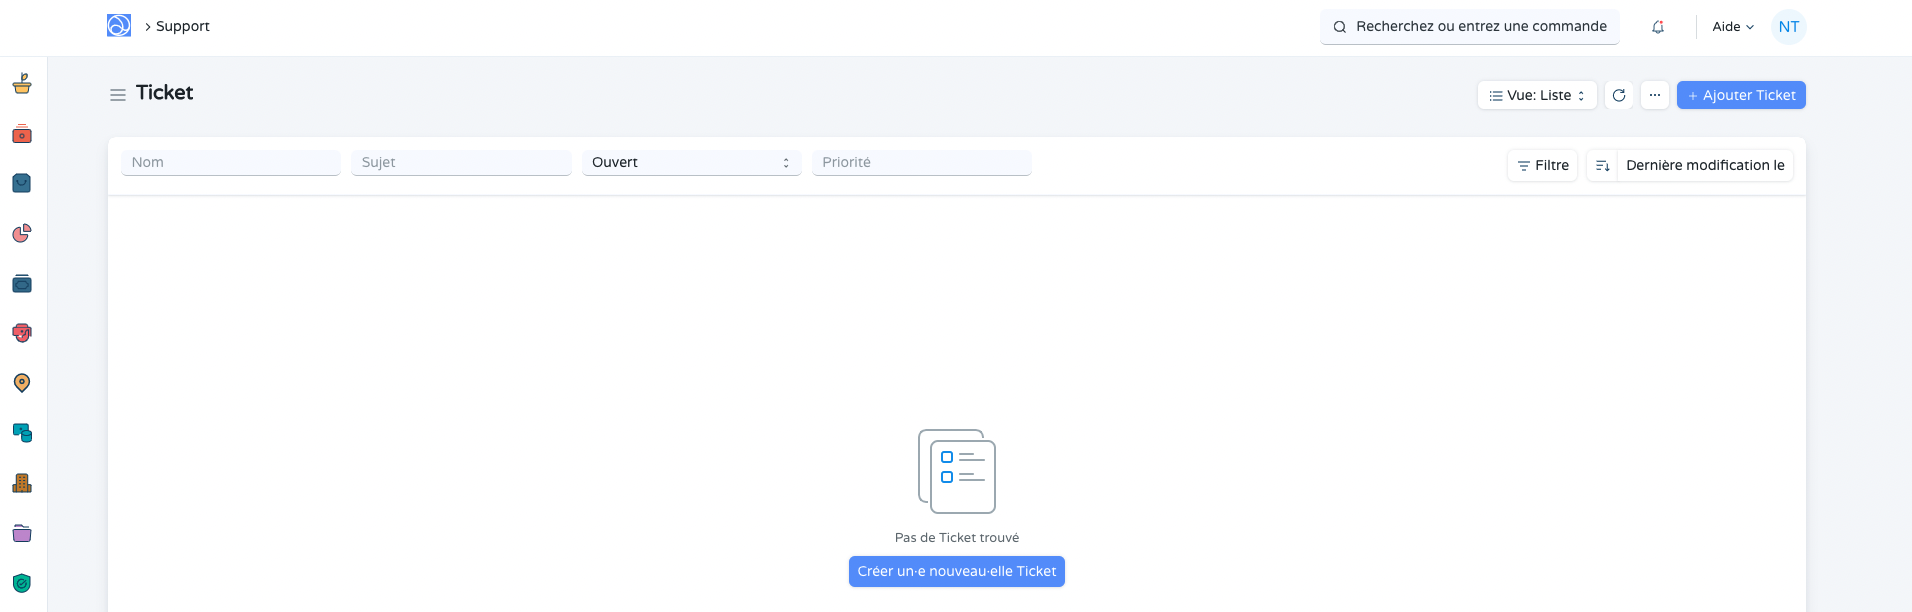 Support
Recherchez ou entrez une commande
Aide
NT
Ticket
Vue: Liste
+ Ajouter Ticket
Nom
Sujet
Ouvert
Priorité
Filtre
Dernière modification le
Pas de Ticket trouvé
Créer un·e nouveau·elle Ticket